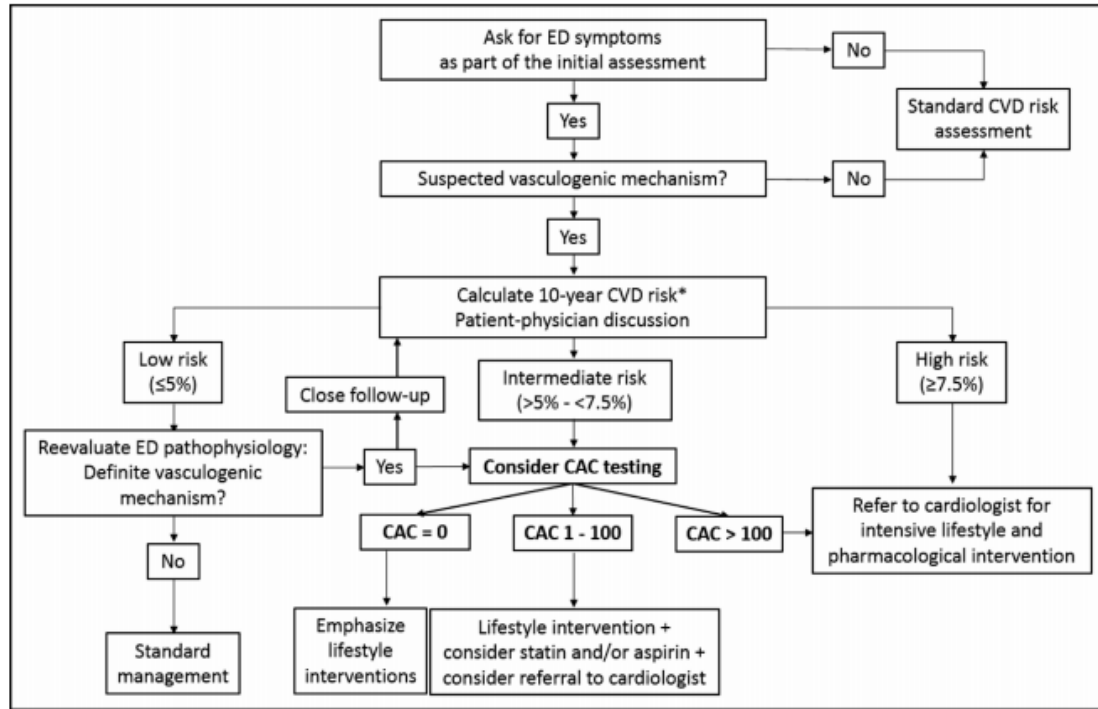 Ask for ED symptoms
as part of the initial assessment
No
Standard CVD risk
assessment
Yes
Suspected vasculogenic mechanism?
No
Yes
Calculate 10-year CVD risk*
Patient-physician discussion
Low risk
(≤5%)
Close follow-up
Intermediate risk
(>5% - <7.5%)
High risk
(≥7.5%)
Reevaluate ED pathophysiology:
Definite vasculogenic
mechanism?
Yes
Consider CAC testing
Refer to cardiologist for
intensive lifestyle and
pharmacological intervention
CAC = 0
CAC 1 - 100
CAC > 100
No
Standard
management
Emphasize
lifestyle
interventions
Lifestyle intervention +
consider statin and/or aspirin +
consider referral to cardiologist